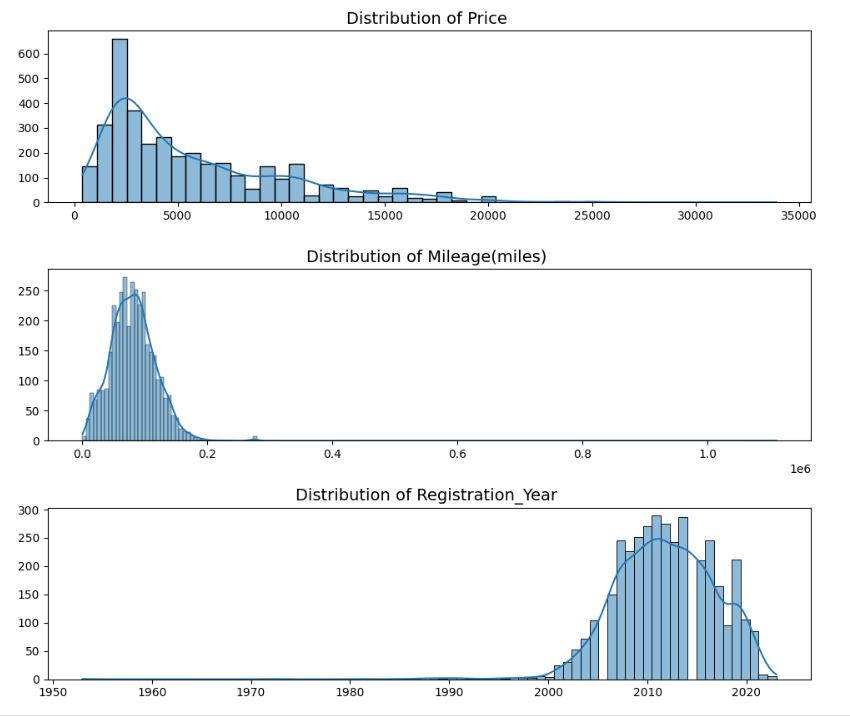 Distribution of Price
600
500
400
300
200
100
0
0 5000 10000 15000 20000 25000 30000 35000
Distribution of Mileage(miles)
250
200
150
100
50
0
0.0 0.2 0.4 0.6 0.8 1.0
1e6
Distribution of Registration_Year
300
250
200
150
100
50
0
1950 1960 1970 1980 1990 2000 2010 2020